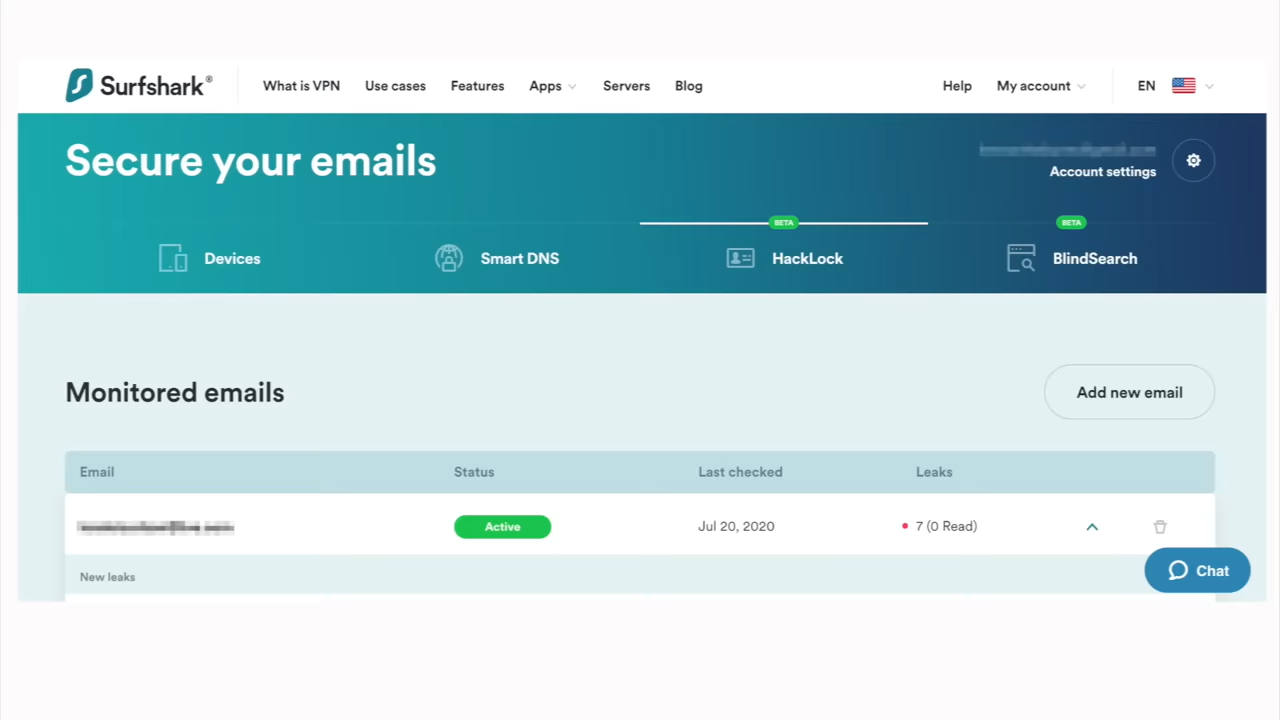 Surfshark®
What is VPN Use cases Features Apps Servers Blog Help My account EN
Secure your emails
Account settings
BETA BETA
Devices Smart DNS HackLock BlindSearch
Monitored emails Add new email
Email Status Last checked Leaks
Active Jul 20, 2020 7 (0 Read)
New leaks
Chat